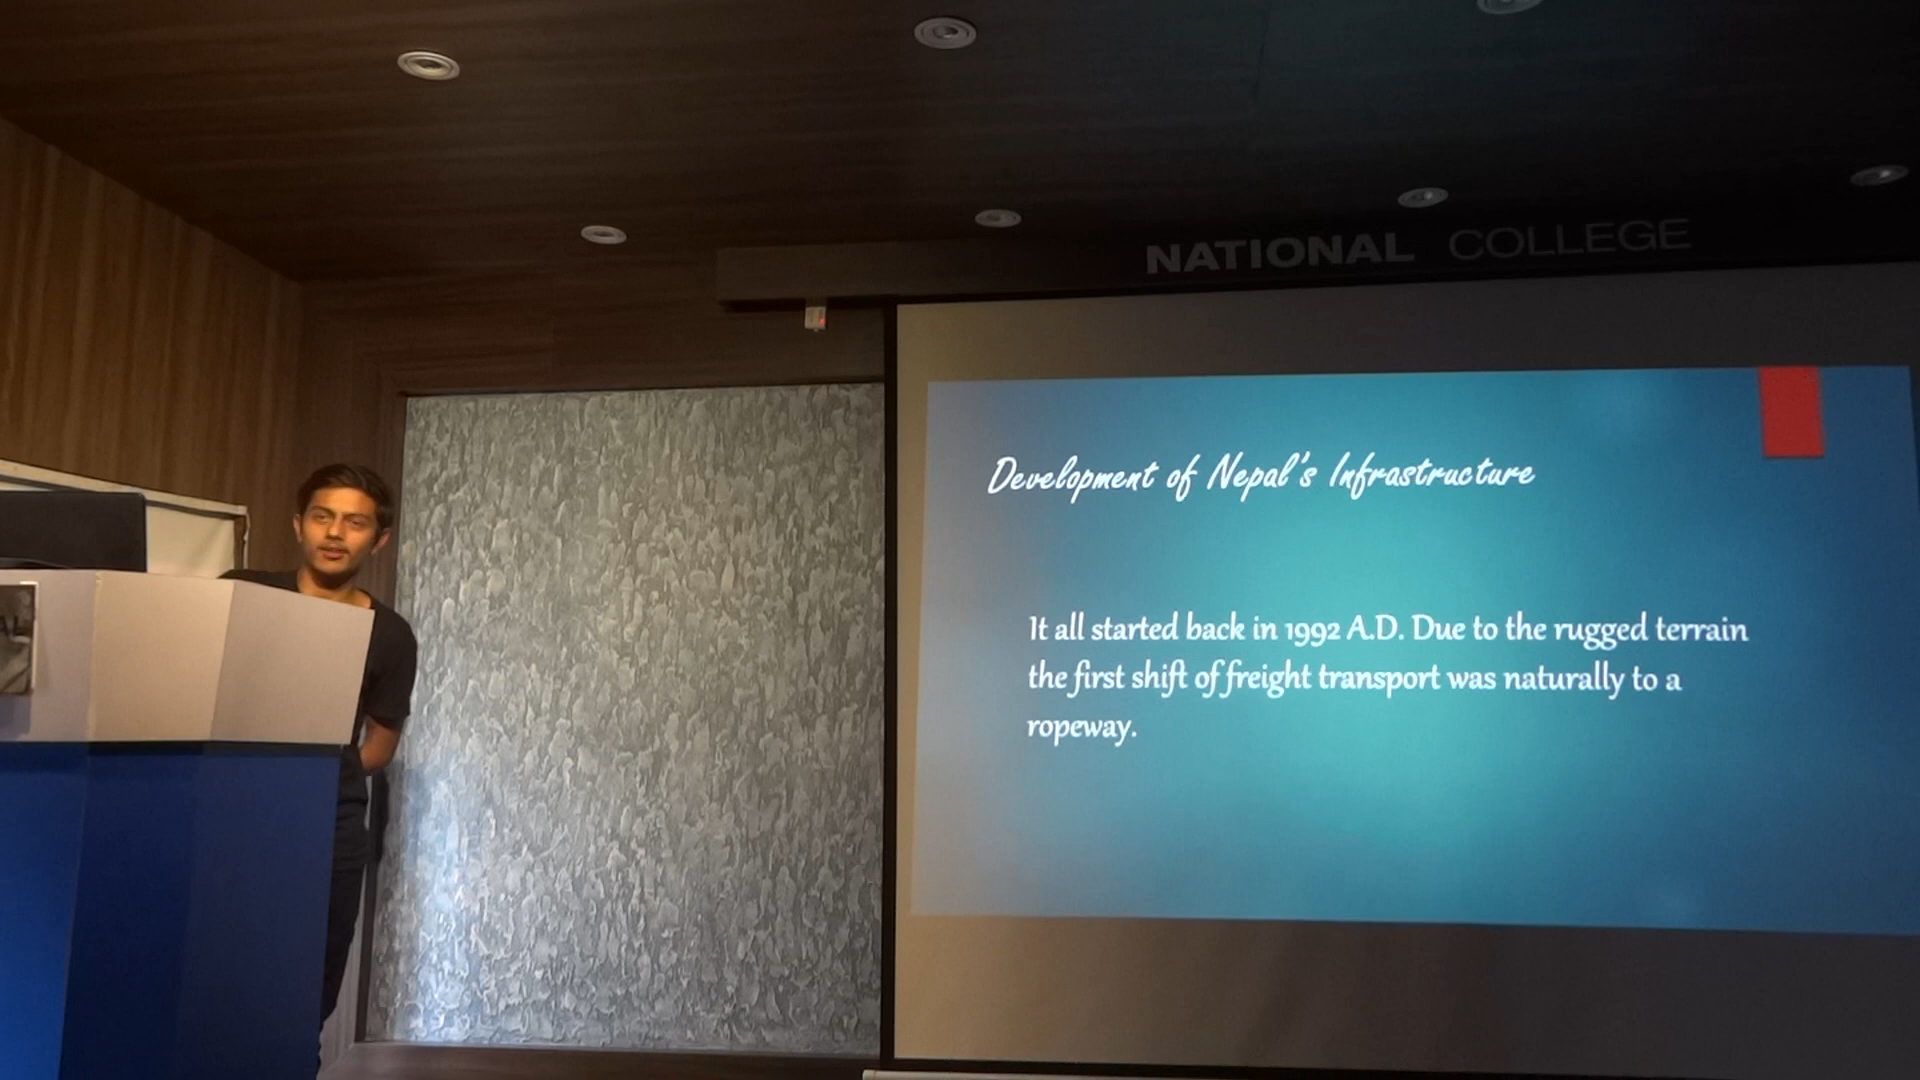 NATIONAL COLLEGE
Development of Nepal's Infrastructure
It all started back in 1992 A.D. Due to the rugged terrain
the first shift of freight transport was naturally to a
ropeway.